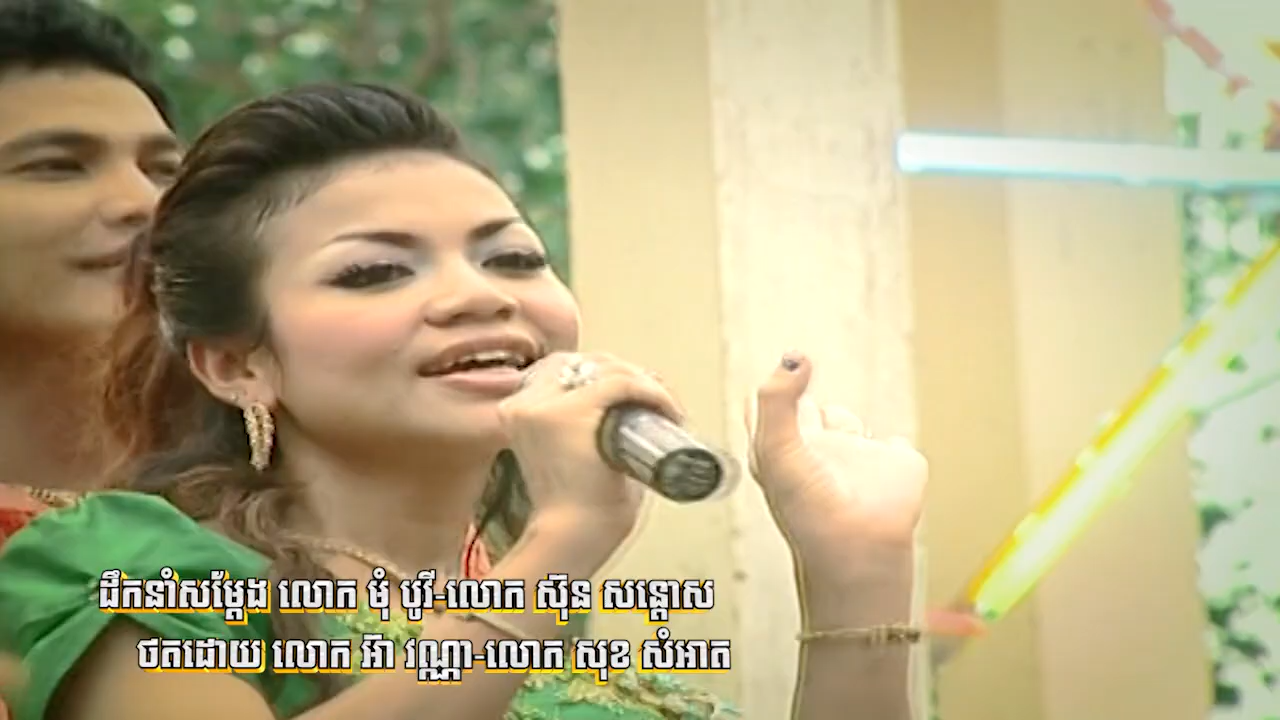 ដឹកនាំសម្ដែង លោក មុំ បូរី-លោក ស៊ុន សន្ដោស
ថតដោយ លោក អ៊ា វណ្ណា-លោក សុខ សំអាត